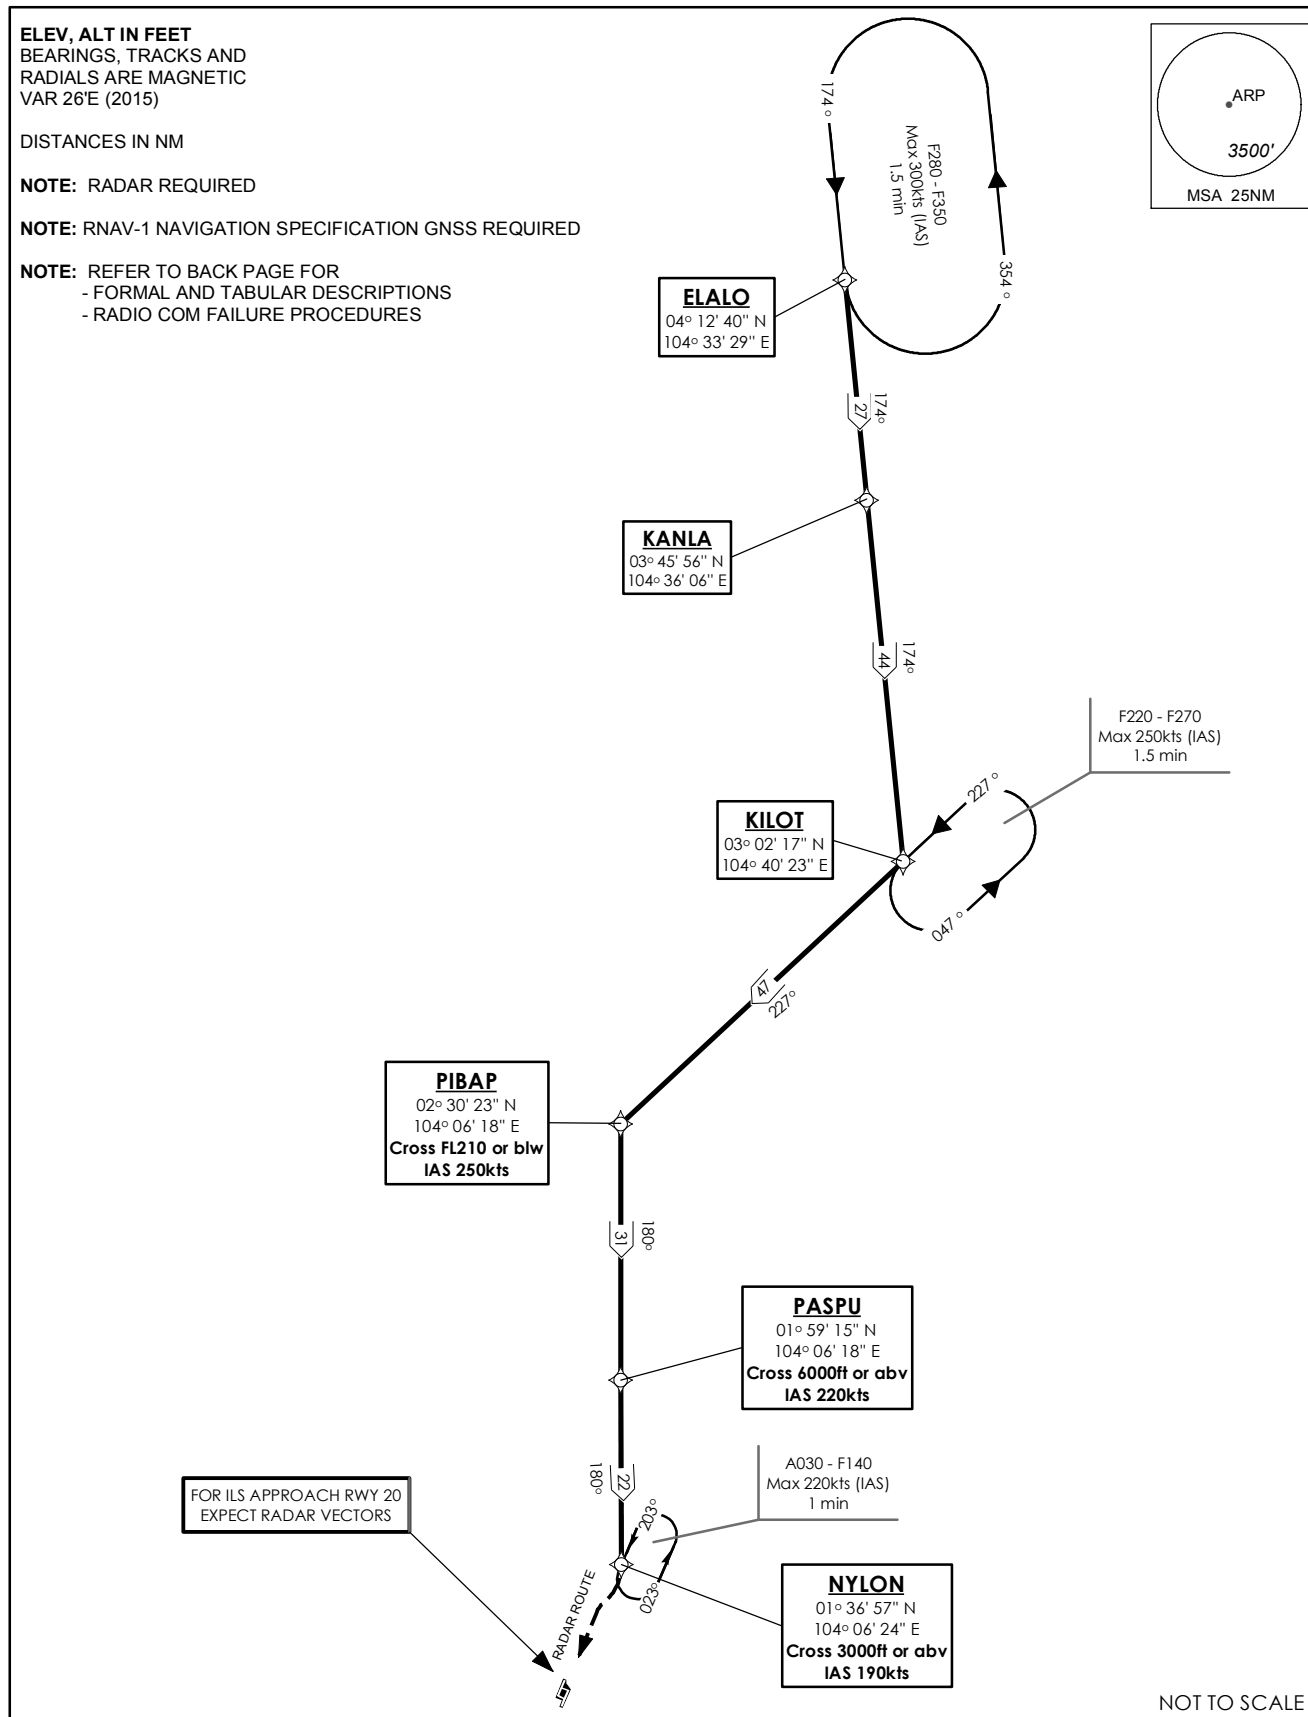 ELEV, ALT IN FEET
BEARINGS, TRACKS AND
RADIALS ARE MAGNETIC
VAR 26'E (2015)
DISTANCES IN NM
NOTE: RADAR REQUIRED
NOTE: RNAV-1 NAVIGATION SPECIFICATION GNSS REQUIRED
NOTE: REFER TO BACK PAGE FOR
- FORMAL AND TABULAR DESCRIPTIONS
- RADIO COM FAILURE PROCEDURES
ARP
3500'
MSA 25NM
174°
F280 - F350
Max 300kts (IAS)
1.5 min
354°
ELALO
04° 12' 40" N
104° 33' 29" E
27
174°
KANLA
03° 45' 56" N
104° 36' 06" E
44
174°
F220 - F270
Max 250kts (IAS)
1.5 min
227°
047°
KILOT
03° 02' 17" N
104° 40' 23" E
47
227°
PIBAP
02° 30' 23" N
104° 06' 18" E
Cross FL210 or blw
IAS 250kts
31
180°
PASPU
01° 59' 15" N
104° 06' 18" E
Cross 6000ft or abv
IAS 220kts
22
180°
A030 - F140
Max 220kts (IAS)
1 min
203°
023°
FOR ILS APPROACH RWY 20
EXPECT RADAR VECTORS
RADAR ROUTE
NYLON
01° 36' 57" N
104° 06' 24" E
Cross 3000ft or abv
IAS 190kts
NOT TO SCALE